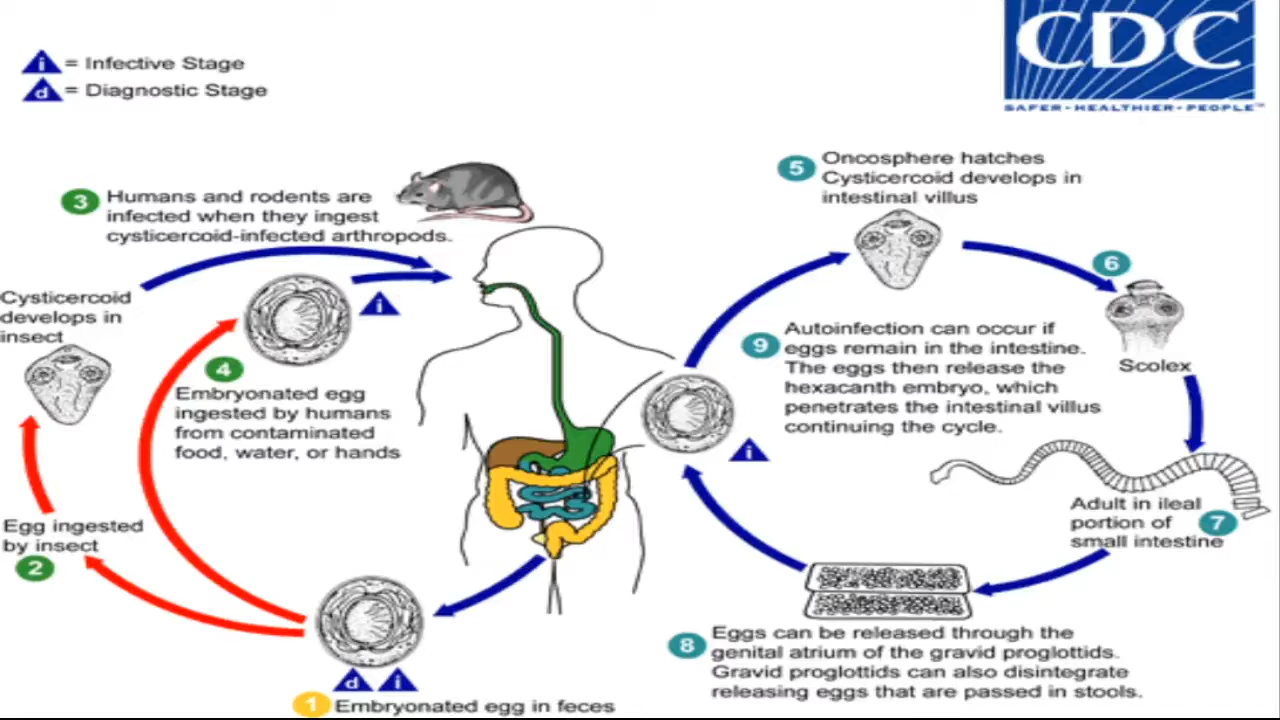 i = Infective Stage
d = Diagnostic Stage
CDC
SAFER • HEALTHIER • PEOPLE™
3
Humans and rodents are
infected when they ingest
cysticercoid-infected arthropods.
5
Oncosphere hatches
Cysticercoid develops in
intestinal villus
6
Scolex
Cysticercoid
develops in
insect
i
4
Embryonated egg
ingested by humans
from contaminated
food, water, or hands
9
Autoinfection can occur if
eggs remain in the intestine.
The eggs then release the
hexacanth embryo, which
penetrates the intestinal villus
continuing the cycle.
i
Egg ingested
by insect
2
Adult in ileal
portion of
small intestine
7
d i
1 Embryonated egg in feces
8
Eggs can be released through the
genital atrium of the gravid proglottids.
Gravid proglottids can also disintegrate
releasing eggs that are passed in stools.